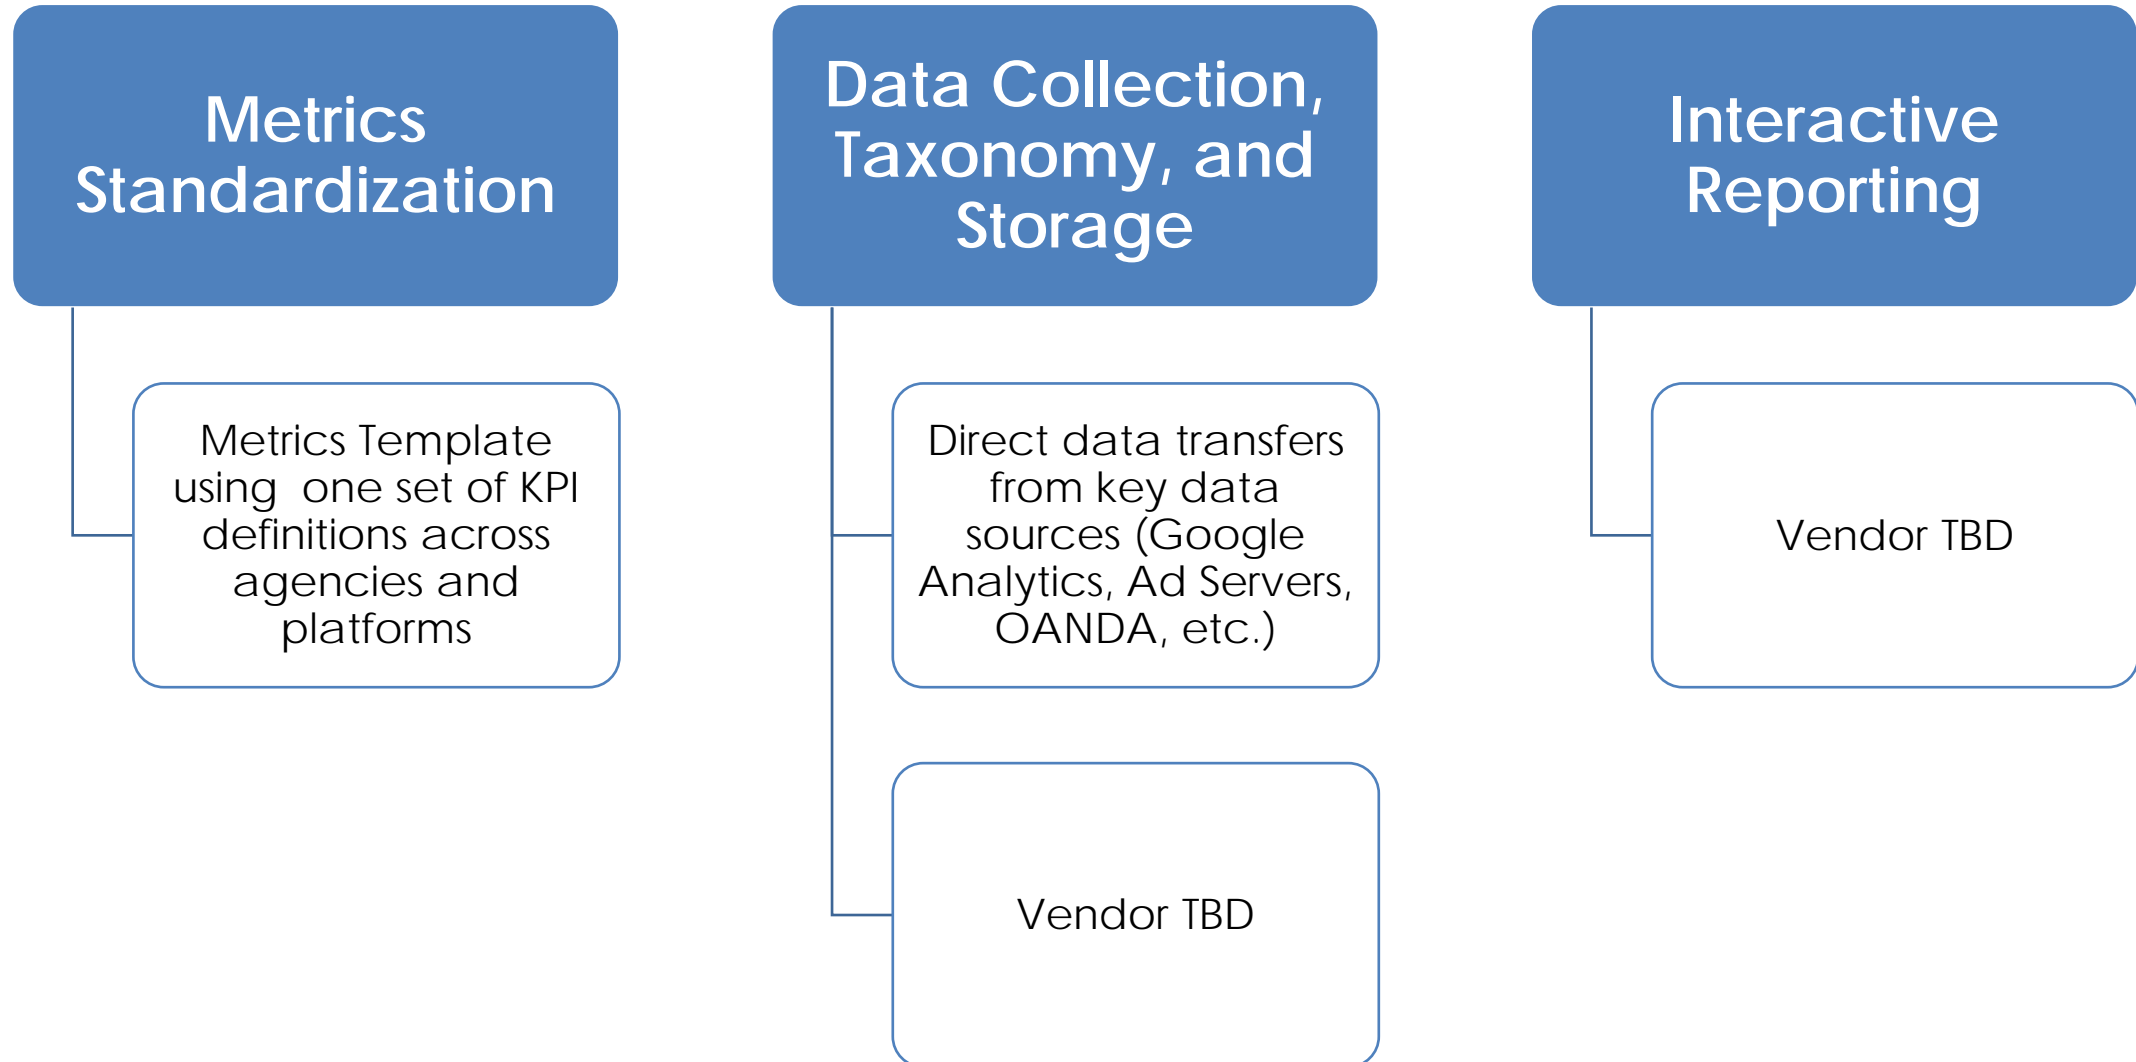 Metrics
Standardization
Metrics Template
using  one set of KPI
definitions across
agencies and
platforms
Data Collection,
Taxonomy, and
Storage
Direct data transfers
from key data
sources (Google
Analytics, Ad Servers,
OANDA, etc.)
Vendor TBD
Interactive
Reporting
Vendor TBD